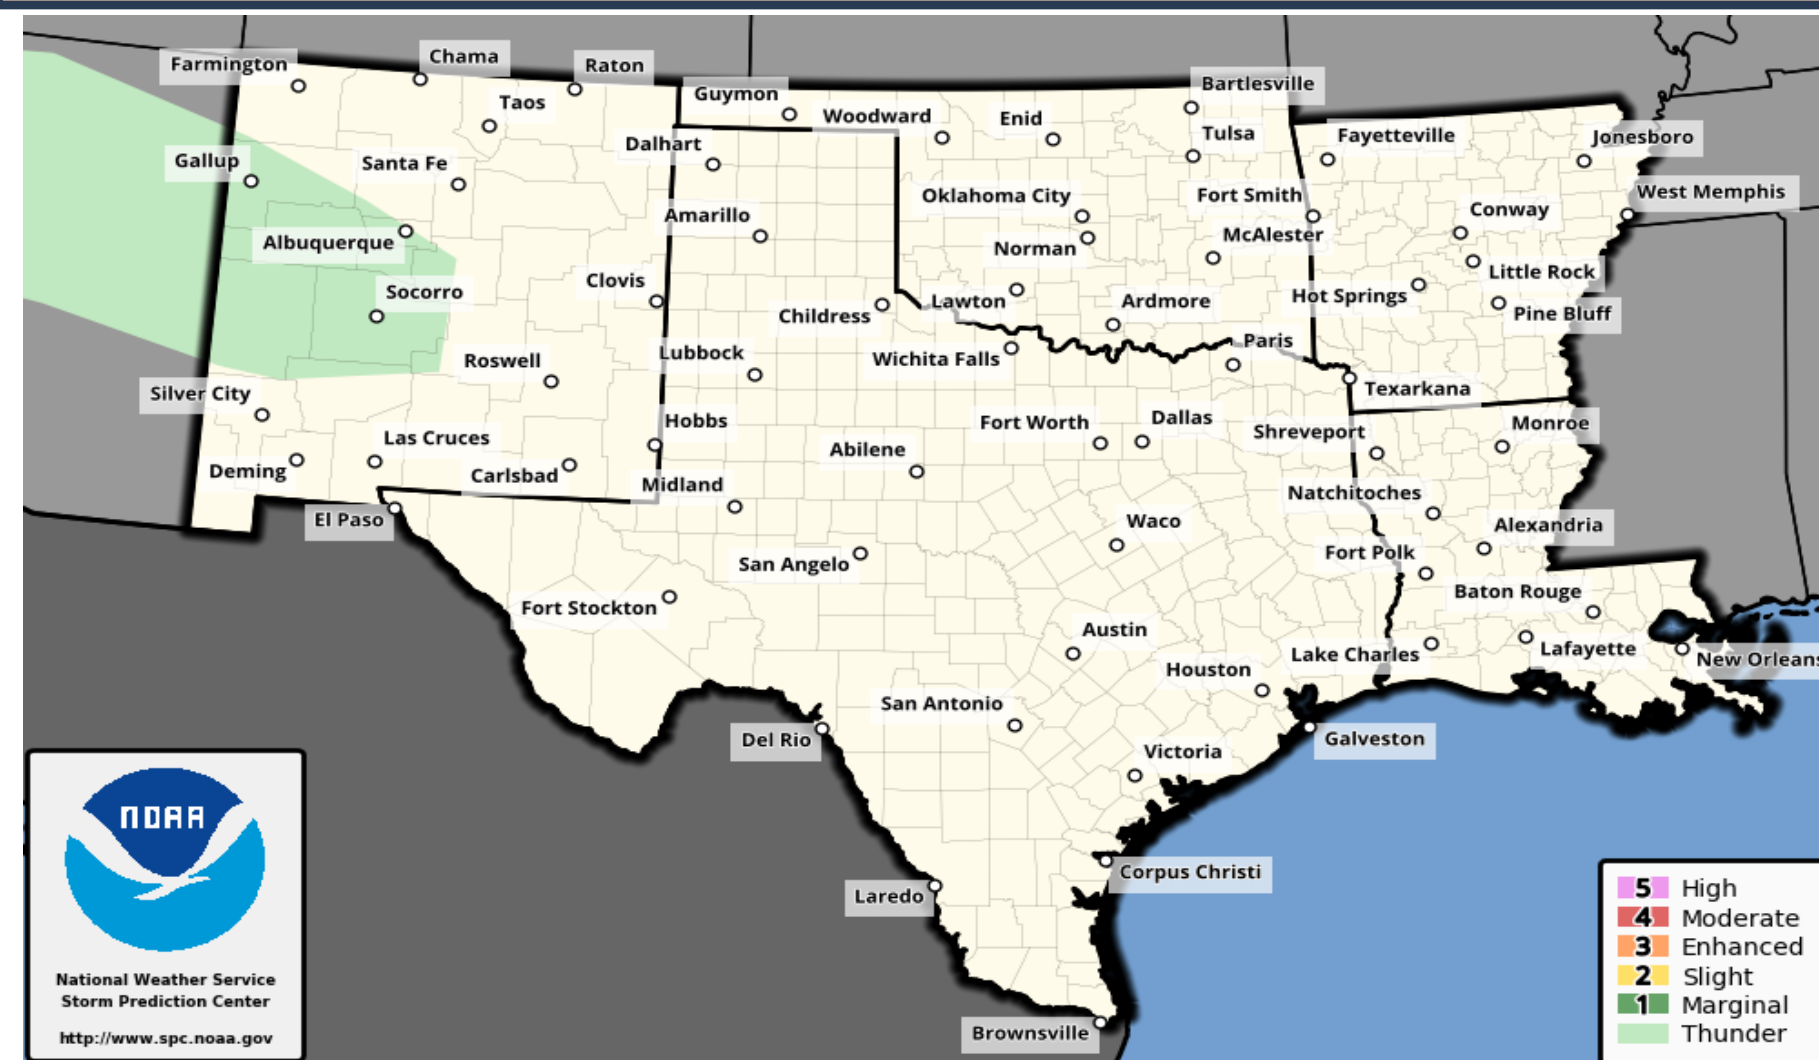 Farmington
Chama
Raton
Taos
Guymon
Woodward
Enid
Bartlesville
Tulsa
Fayetteville
Jonesboro
Dalhart
Gallup
Santa Fe
Oklahoma City
Fort Smith
West Memphis
Conway
Amarillo
Albuquerque
Norman
McAlester
Little Rock
Clovis
Socorro
Lawton
Ardmore
Hot Springs
Pine Bluff
Childress
Paris
Wichita Falls
Lubbock
Roswell
Silver City
Texarkana
Hobbs
Fort Worth
Dallas
Shreveport
Monroe
Las Cruces
Abilene
Deming
Carlsbad
Midland
Natchitoches
El Paso
Waco
Alexandria
San Angelo
Fort Polk
Baton Rouge
Fort Stockton
Austin
Houston
Lake Charles
Lafayette
New Orleans
San Antonio
Del Rio
Galveston
Victoria
Corpus Christi
Laredo
Brownsville
NOAA
National Weather Service
Storm Prediction Center
http://www.spc.noaa.gov
5 High
4 Moderate
3 Enhanced
2 Slight
1 Marginal
Thunder